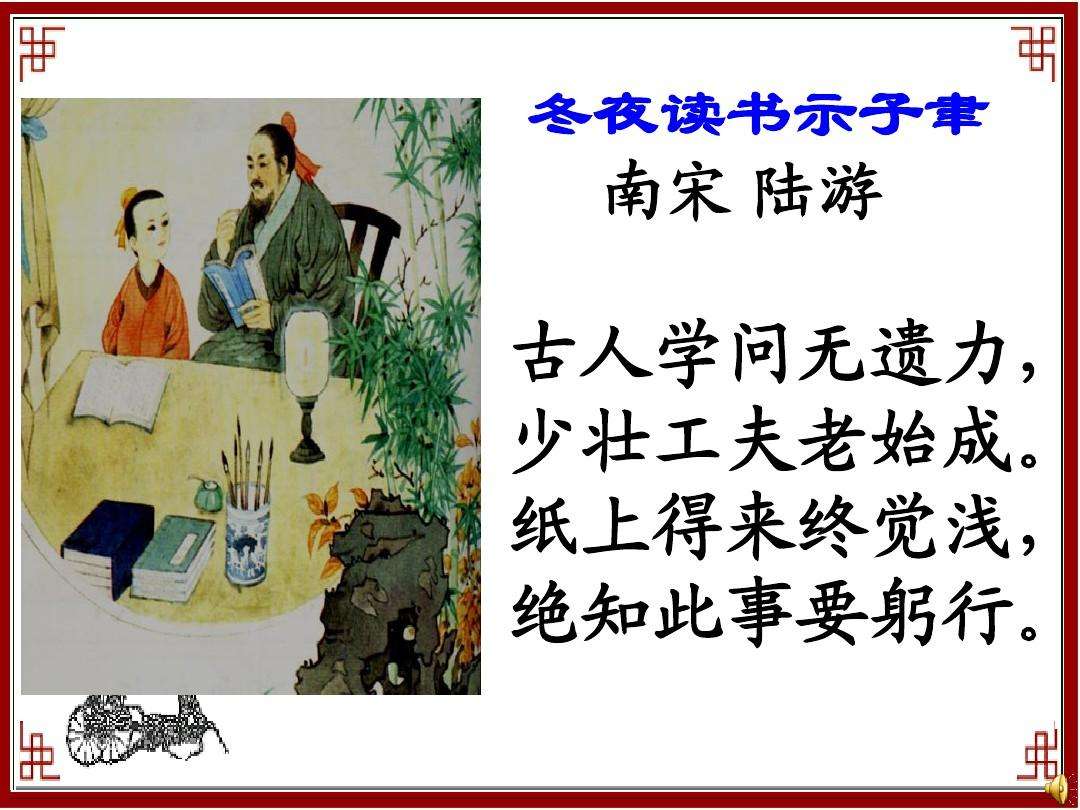 冬夜读书示子聿
南宋 陆游
古人学问无遗力，
少壮工夫老始成。
纸上得来终觉浅，
绝知此事要躬行。